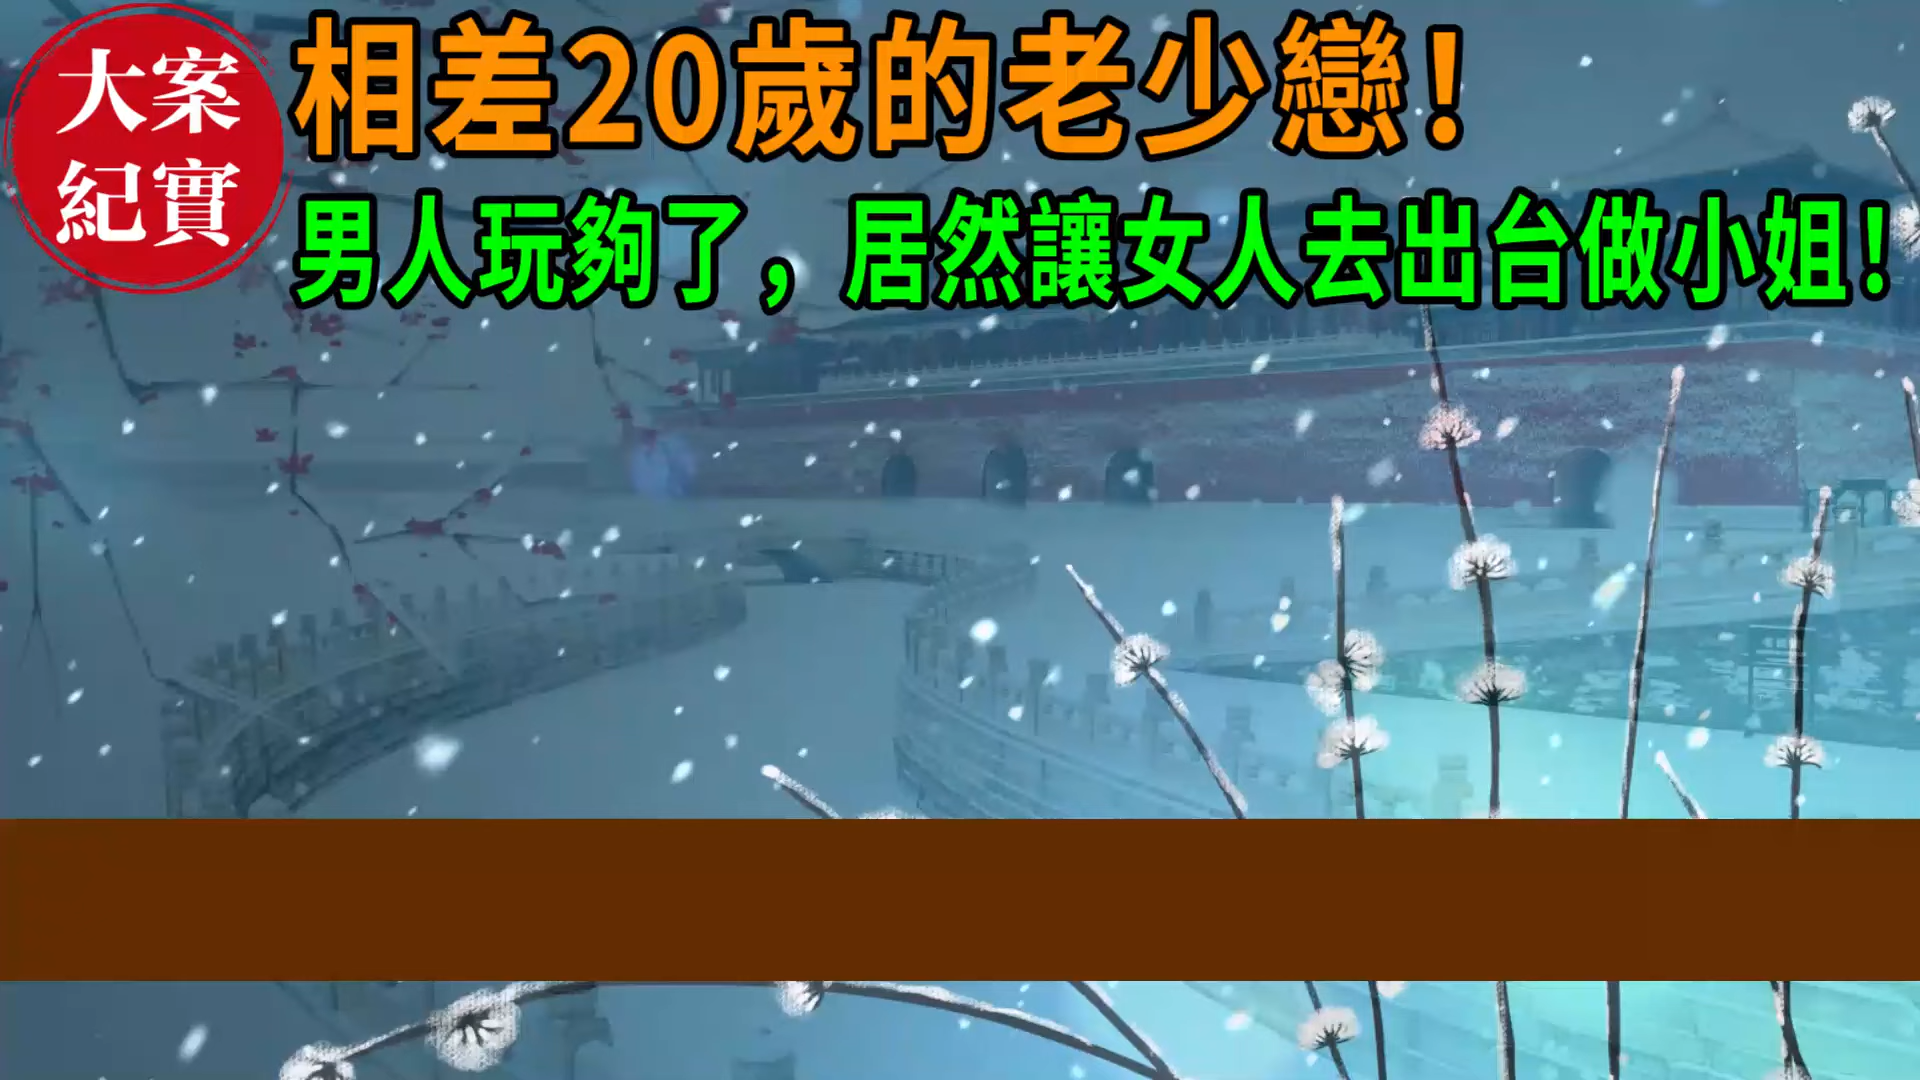 大案
紀實
相差20歲的老少戀！
男人玩夠了，居然讓女人去出台做小姐！